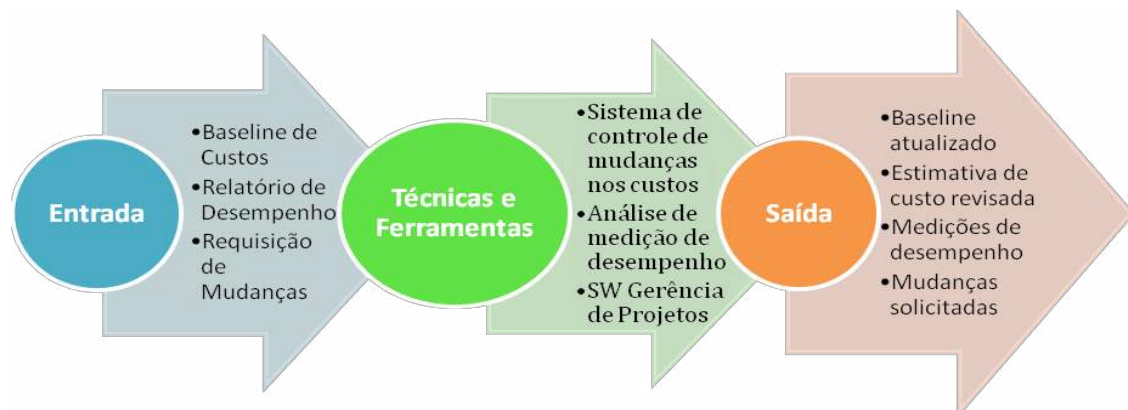 Entrada
•Baseline de
Custos
•Relatório de
Desempenho
•Requisição
de
Mudanças
Técnicas e
Ferramentas
•Sistema de
controle de
mudanças
nos custos
•Análise de
medição de
desempenho
•SW Gerência
de Projetos
Saída
•Baseline
atualizado
•Estimativa de
custo revisada
•Medições de
desempenho
•Mudanças
solicitadas